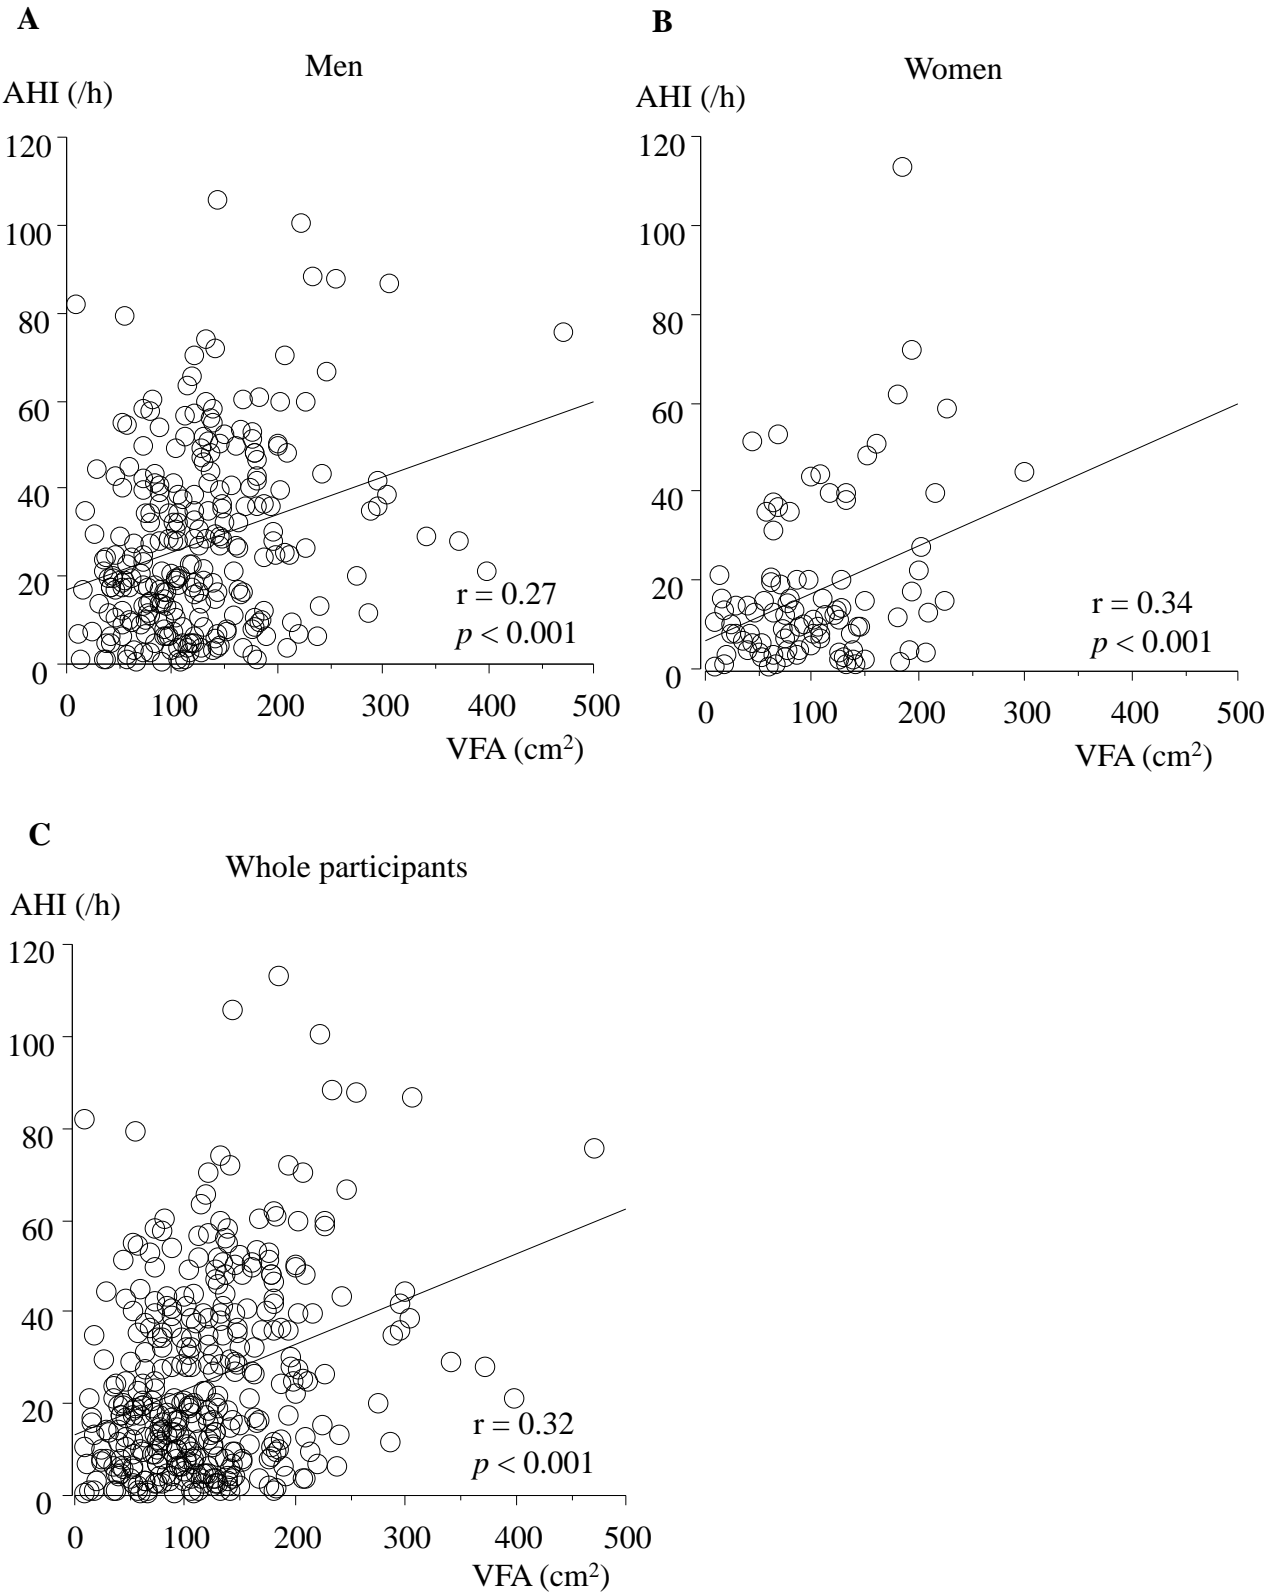 A
Men
AHI (/h)
120
100
80
60
40
20
0
0 100 200 300 400 500
VFA (cm²)
r = 0.27
p < 0.001
B
Women
AHI (/h)
120
100
80
60
40
20
0
0 100 200 300 400 500
VFA (cm²)
r = 0.34
p < 0.001
C
Whole participants
AHI (/h)
120
100
80
60
40
20
0
0 100 200 300 400 500
VFA (cm²)
r = 0.32
p < 0.001